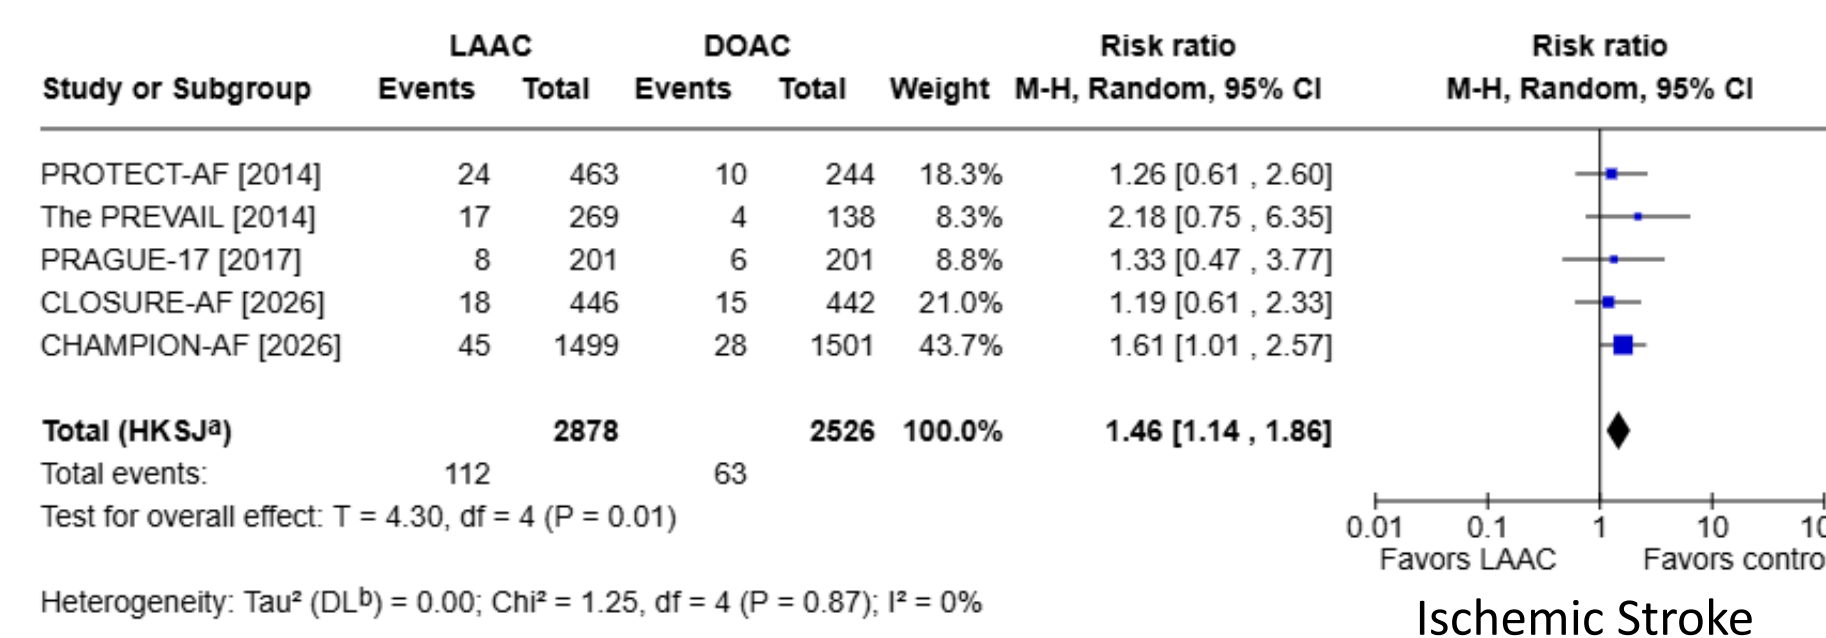 LAAC DOAC Risk ratio Risk ratio
Study or Subgroup Events Total Events Total Weight M-H, Random, 95% CI M-H, Random, 95% CI
PROTECT-AF [2014] 24 463 10 244 18.3% 1.26 [0.61 , 2.60]
The PREVAIL [2014] 17 269 4 138 8.3% 2.18 [0.75 , 6.35]
PRAGUE-17 [2017] 8 201 6 201 8.8% 1.33 [0.47 , 3.77]
CLOSURE-AF [2026] 18 446 15 442 21.0% 1.19 [0.61 , 2.33]
CHAMPION-AF [2026] 45 1499 28 1501 43.7% 1.61 [1.01 , 2.57]
Total (HKSJª) 2878 2526 100.0% 1.46 [1.14 , 1.86]
Total events: 112 63
Test for overall effect: T = 4.30, df = 4 (P = 0.01)
0.01 0.1 1 10 10
Favors LAAC Favors contro
Heterogeneity: Tau² (DLᵇ) = 0.00; Chi² = 1.25, df = 4 (P = 0.87); I² = 0%
Ischemic Stroke